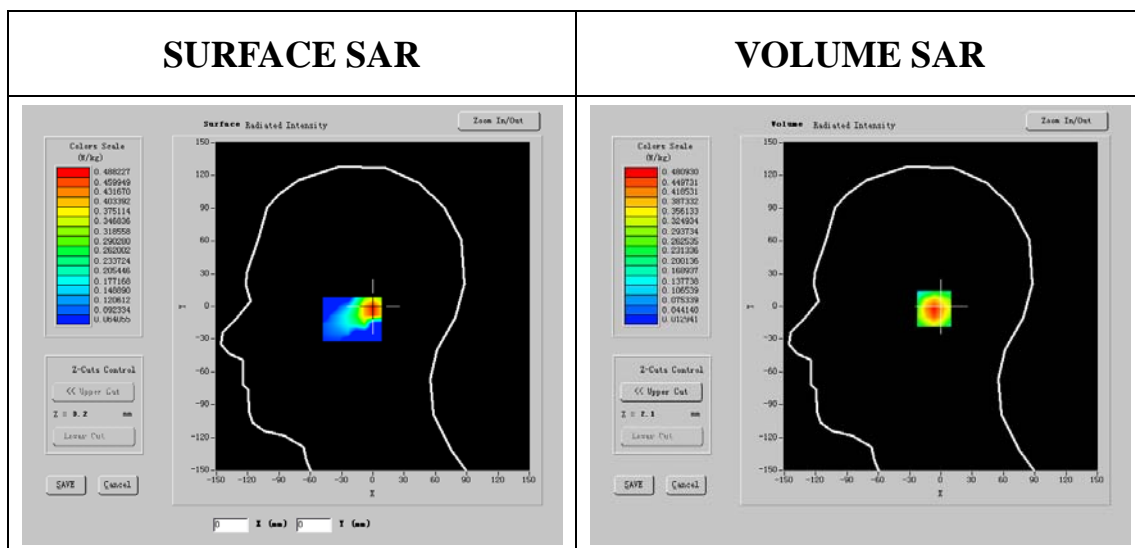 SURFACE SAR
Surface Radiated Intensity
Zoom In/Out
Colors Scale
(W/kg)
0.488227
0.459949
0.431670
0.403392
0.375114
0.346836
0.318558
0.290280
0.262002
0.233724
0.205446
0.177168
0.148890
0.120612
0.092334
0.064055
150
120
90
60
30
0
-30
-60
-90
-120
-150
Y
-150 -120 -90 -60 -30 0 30 60 90 120 150
X
Z-Cuts Control
<< Upper Cut
Lower Cut
SAVE Cancel
0 X (mm) 0 Y (mm)
VOLUME SAR
Volume Radiated Intensity
Zoom In/Out
Colors Scale
(W/kg)
0.480930
0.449731
0.418531
0.387332
0.356133
0.324934
0.293734
0.262535
0.231336
0.200136
0.168937
0.137738
0.106539
0.075339
0.044140
0.012941
150
120
90
60
30
0
-30
-60
-90
-120
-150
Y
-150 -120 -90 -60 -30 0 30 60 90 120 150
X
Z-Cuts Control
<< Upper Cut
Lower Cut
SAVE Cancel